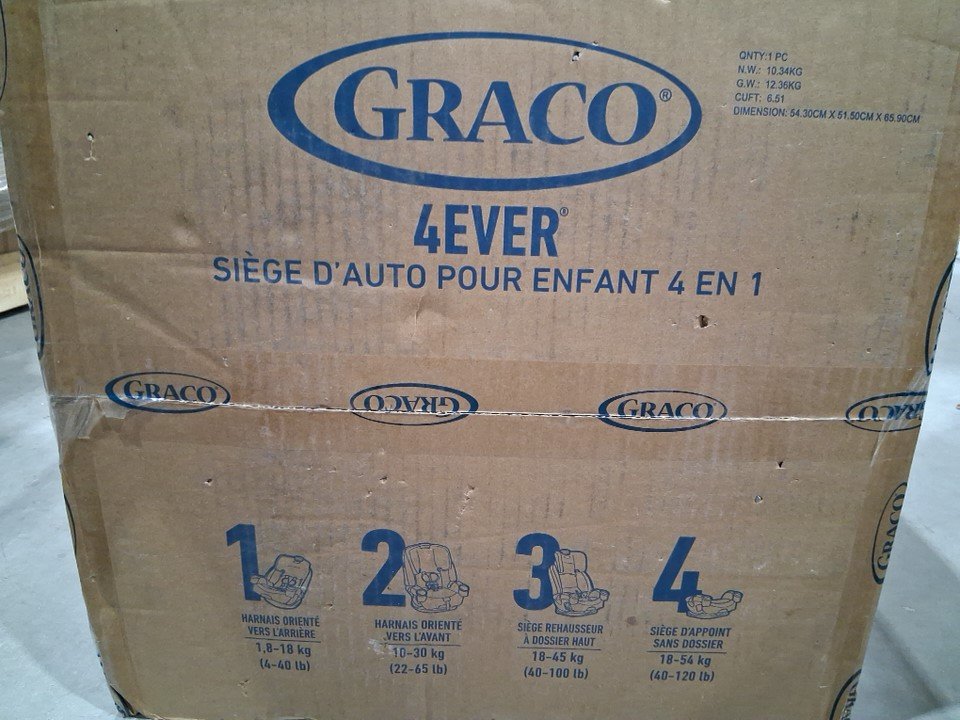 GRACO®
QNTY:1 PC
N.W.: 10.34KG
G.W.: 12.36KG
CUFT: 6.51
DIMENSION: 54.30CM X 51.50CM X 65.90CM
4EVER®
SIÈGE D'AUTO POUR ENFANT 4 EN 1
GRACO GRACO GRACO GRACO
GRACO
1
HARNAIS ORIENTÉ
VERS L'ARRIÈRE
1,8-18 kg
(4-40 lb)
2
HARNAIS ORIENTÉ
VERS L'AVANT
10-30 kg
(22-65 lb)
3
SIÈGE REHAUSSEUR
À DOSSIER HAUT
18-45 kg
(40-100 lb)
4
SIÈGE D'APPOINT
SANS DOSSIER
18-54 kg
(40-120 lb)